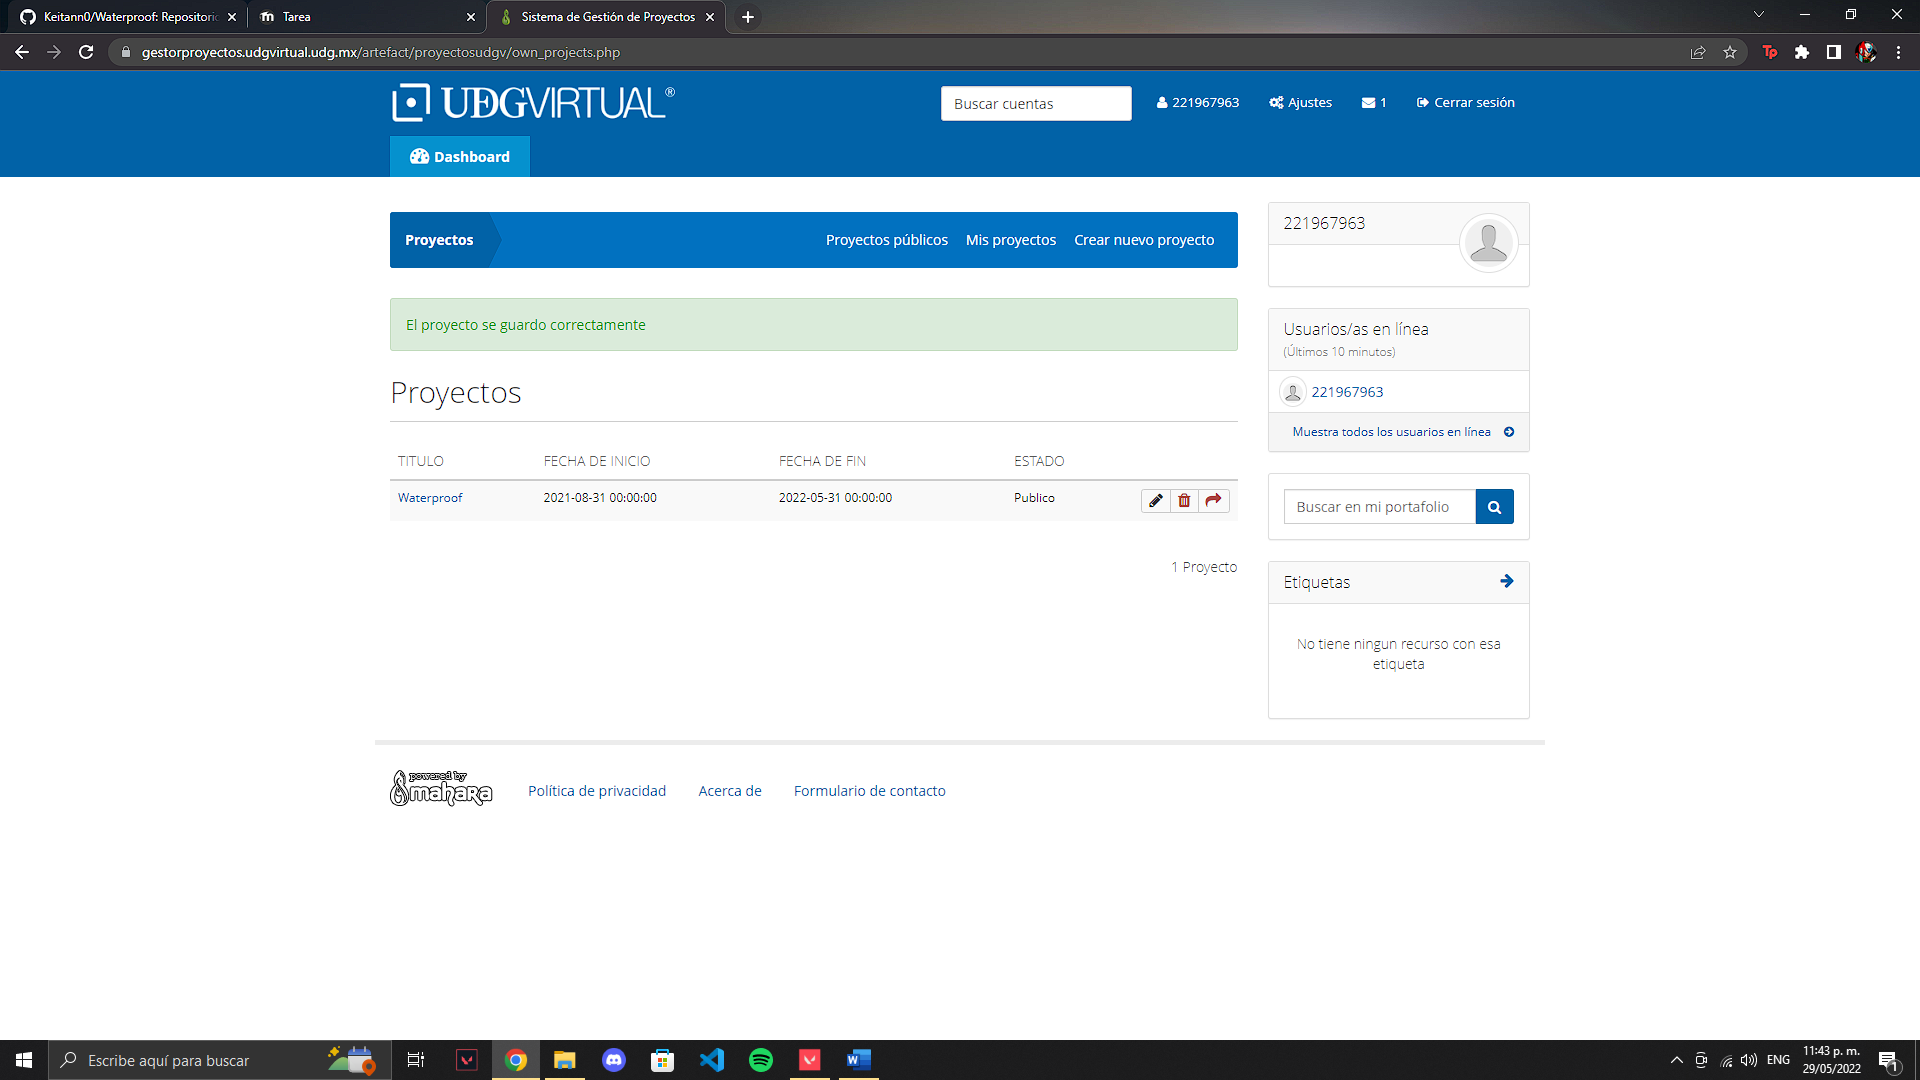 Keitann0/Waterproof: Repositorio
Tarea
Sistema de Gestión de Proyectos
gestorproyectos.udgvirtual.udg.mx/artefact/proyectosudgv/own_projects.php
UDGVIRTUAL®
Buscar cuentas
221967963
Ajustes
1
Cerrar sesión
Dashboard
Proyectos
Proyectos públicos
Mis proyectos
Crear nuevo proyecto
El proyecto se guardo correctamente
Proyectos
TITULO FECHA DE INICIO FECHA DE FIN ESTADO
Waterproof 2021-08-31 00:00:00 2022-05-31 00:00:00 Publico
1 Proyecto
221967963
Usuarios/as en línea
(Últimos 10 minutos)
221967963
Muestra todos los usuarios en línea
Buscar en mi portafolio
Etiquetas
No tiene ningun recurso con esa
etiqueta
powered by
mahara
Política de privacidad
Acerca de
Formulario de contacto
Escribe aquí para buscar
ENG
11:43 p. m.
29/05/2022
1